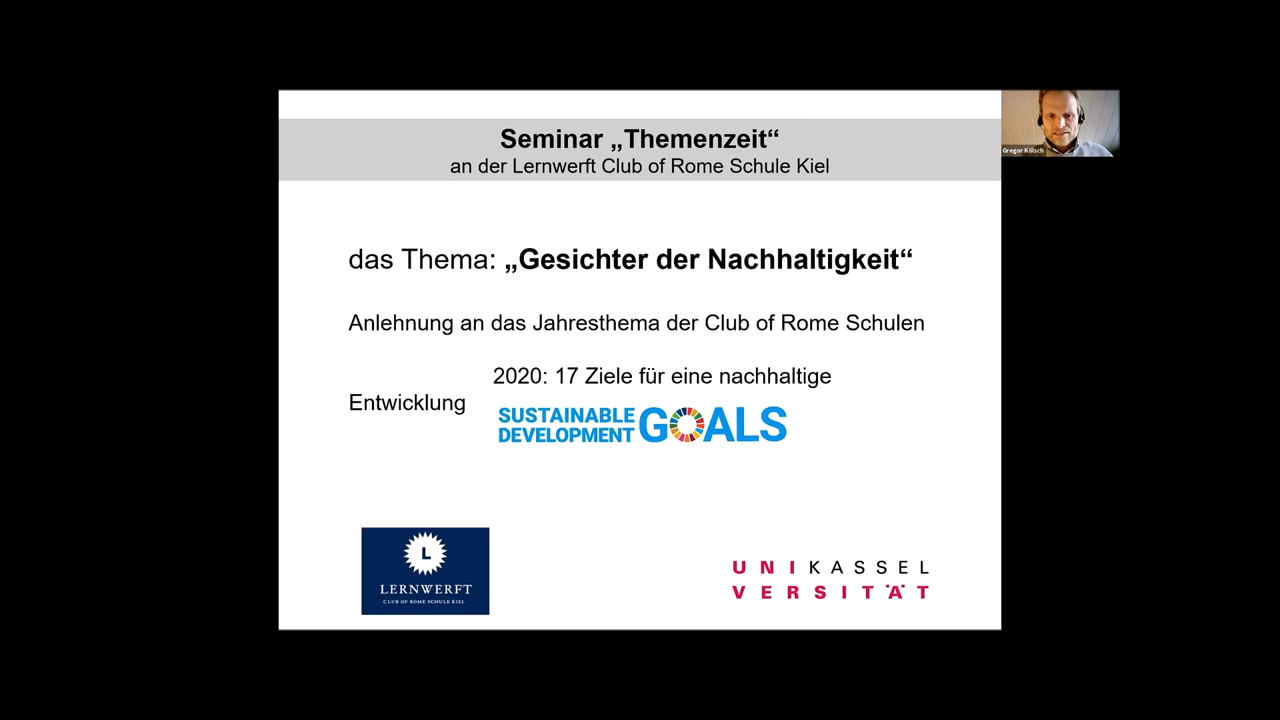 Seminar „Themenzeit“
an der Lernwerft Club of Rome Schule Kiel
Gregor Kölsch
das Thema: „Gesichter der Nachhaltigkeit“
Anlehnung an das Jahresthema der Club of Rome Schulen
2020: 17 Ziele für eine nachhaltige
Entwicklung
SUSTAINABLE
DEVELOPMENT GOALS
L
LERNWERFT
CLUB OF ROME SCHULE KIEL
UNIKASSEL
VERSITÄT